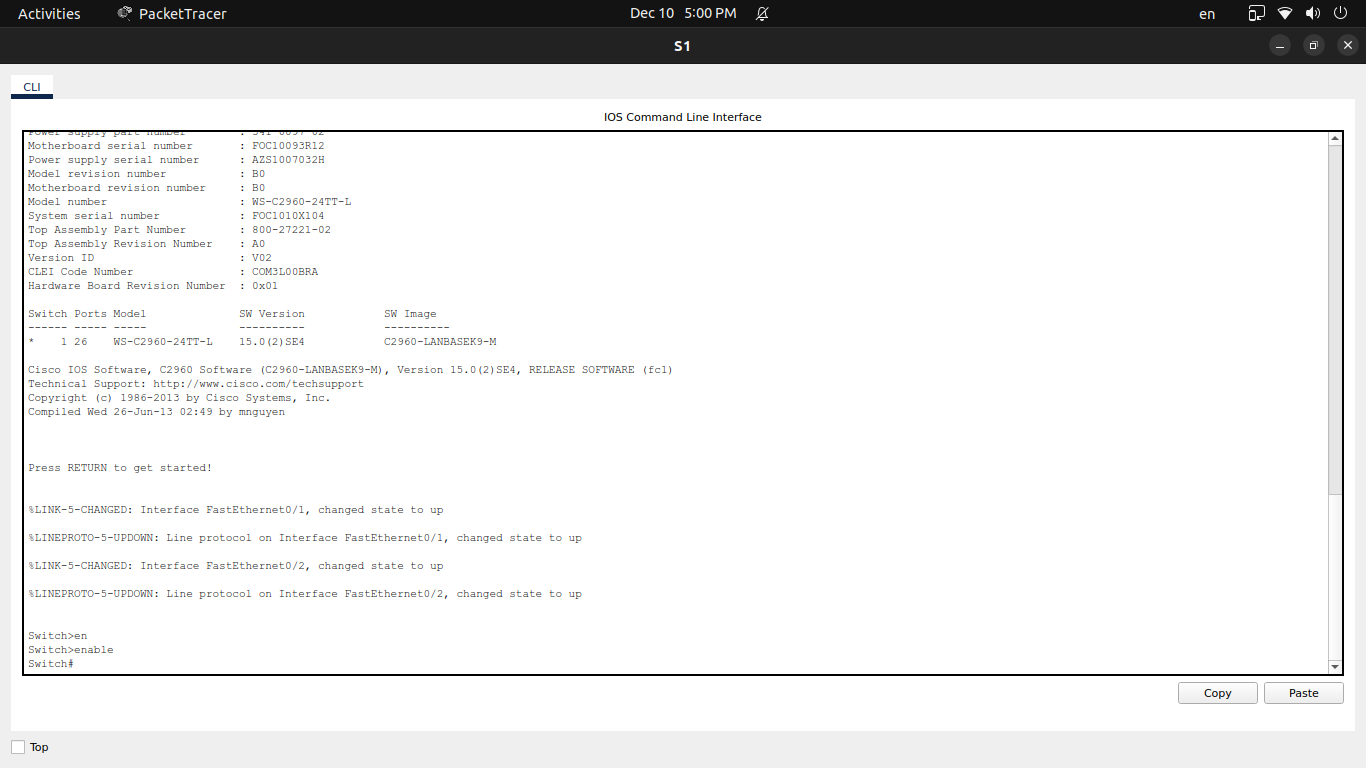 Activities PacketTracer Dec 10 5:00 PM en
S1
CLI
IOS Command Line Interface
Power supply part number : 341-0097-02
Motherboard serial number : FOC10093R12
Power supply serial number : AZS1007032H
Model revision number : B0
Motherboard revision number : B0
Model number : WS-C2960-24TT-L
System serial number : FOC1010X104
Top Assembly Part Number : 800-27221-02
Top Assembly Revision Number : A0
Version ID : V02
CLEI Code Number : COM3L00BRA
Hardware Board Revision Number : 0x01
Switch Ports Model SW Version SW Image
------ ----- ----- ---------- ----------
* 1 26 WS-C2960-24TT-L 15.0(2)SE4 C2960-LANBASEK9-M
Cisco IOS Software, C2960 Software (C2960-LANBASEK9-M), Version 15.0(2)SE4, RELEASE SOFTWARE (fc1)
Technical Support: http://www.cisco.com/techsupport
Copyright (c) 1986-2013 by Cisco Systems, Inc.
Compiled Wed 26-Jun-13 02:49 by mnguyen
Press RETURN to get started!
%LINK-5-CHANGED: Interface FastEthernet0/1, changed state to up
%LINEPROTO-5-UPDOWN: Line protocol on Interface FastEthernet0/1, changed state to up
%LINK-5-CHANGED: Interface FastEthernet0/2, changed state to up
%LINEPROTO-5-UPDOWN: Line protocol on Interface FastEthernet0/2, changed state to up
Switch>en
Switch>enable
Switch#
Copy Paste
Top